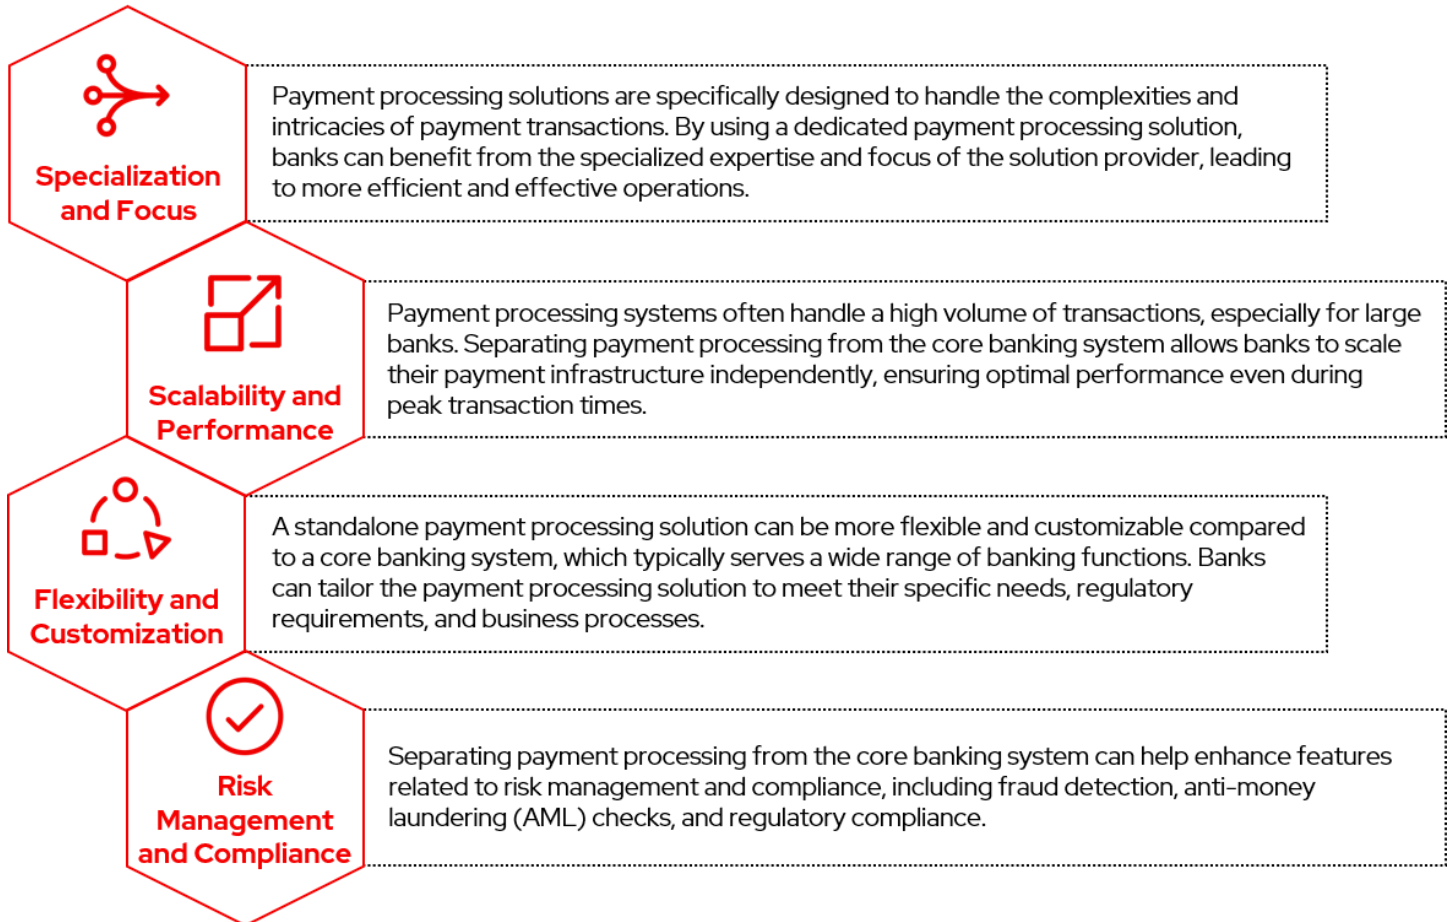 Specialization
and Focus
Payment processing solutions are specifically designed to handle the complexities and
intricacies of payment transactions. By using a dedicated payment processing solution,
banks can benefit from the specialized expertise and focus of the solution provider, leading
to more efficient and effective operations.
Scalability and
Performance
Payment processing systems often handle a high volume of transactions, especially for large
banks. Separating payment processing from the core banking system allows banks to scale
their payment infrastructure independently, ensuring optimal performance even during
peak transaction times.
Flexibility and
Customization
A standalone payment processing solution can be more flexible and customizable compared
to a core banking system, which typically serves a wide range of banking functions. Banks
can tailor the payment processing solution to meet their specific needs, regulatory
requirements, and business processes.
Risk
Management
and Compliance
Separating payment processing from the core banking system can help enhance features
related to risk management and compliance, including fraud detection, anti-money
laundering (AML) checks, and regulatory compliance.